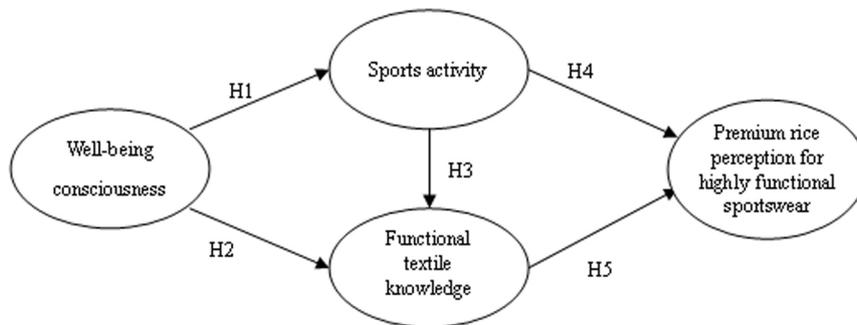 Sports activity
H4
H1
Well-being
consciousness
Premium rice
perception for
highly functional
sportswear
H3
H2
Functional
textile
knowledge
H5